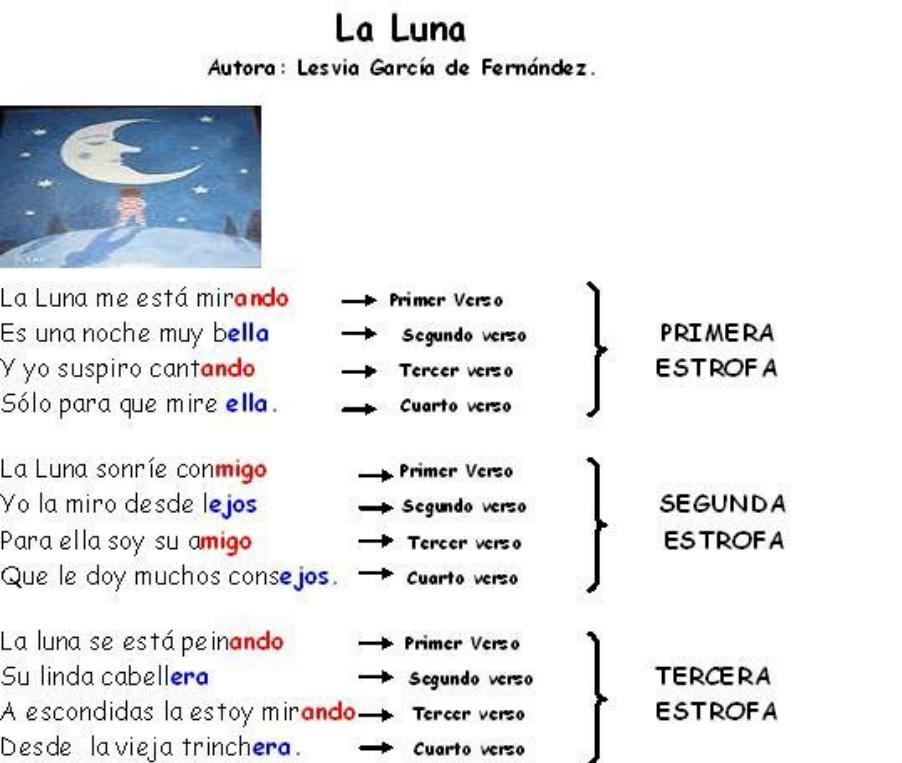 La Luna
Autora: Lesvia García de Fernández.
La Luna me está mirando → Primer Verso
Es una noche muy bella → Segundo verso
Y yo suspiro cantando → Tercer verso
Sólo para que mire ella. → Cuarto verso
PRIMERA
ESTROFA
La Luna sonríe conmigo → Primer Verso
Yo la miro desde lejos → Segundo verso
Para ella soy su amigo → Tercer verso
Que le doy muchos consejos. → Cuarto verso
SEGUNDA
ESTROFA
La luna se está peinando → Primer Verso
Su linda cabellera → Segundo verso
A escondidas la estoy mirando → Tercer verso
Desde la vieja trinchera. → Cuarto verso
TERCERA
ESTROFA